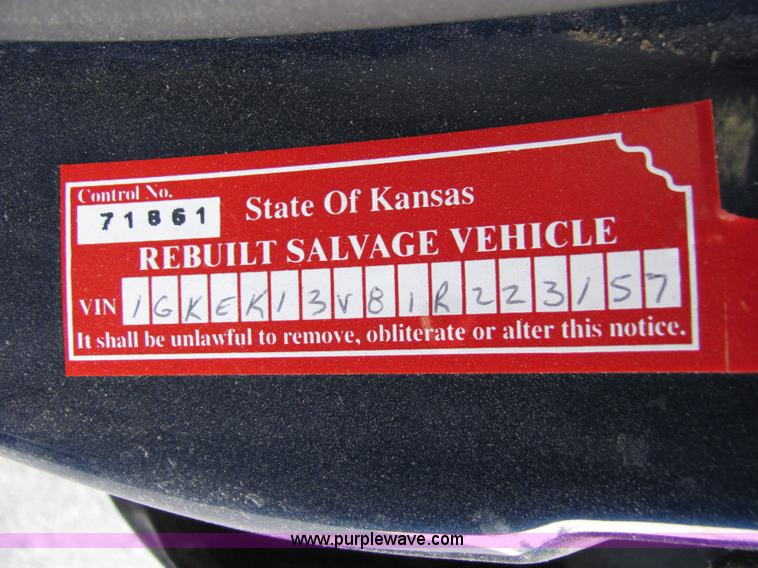 Control No.
71861
State Of Kansas
REBUILT SALVAGE VEHICLE
VIN 1GKEK13V81R223157
It shall be unlawful to remove, obliterate or alter this notice.
www.purplewave.com